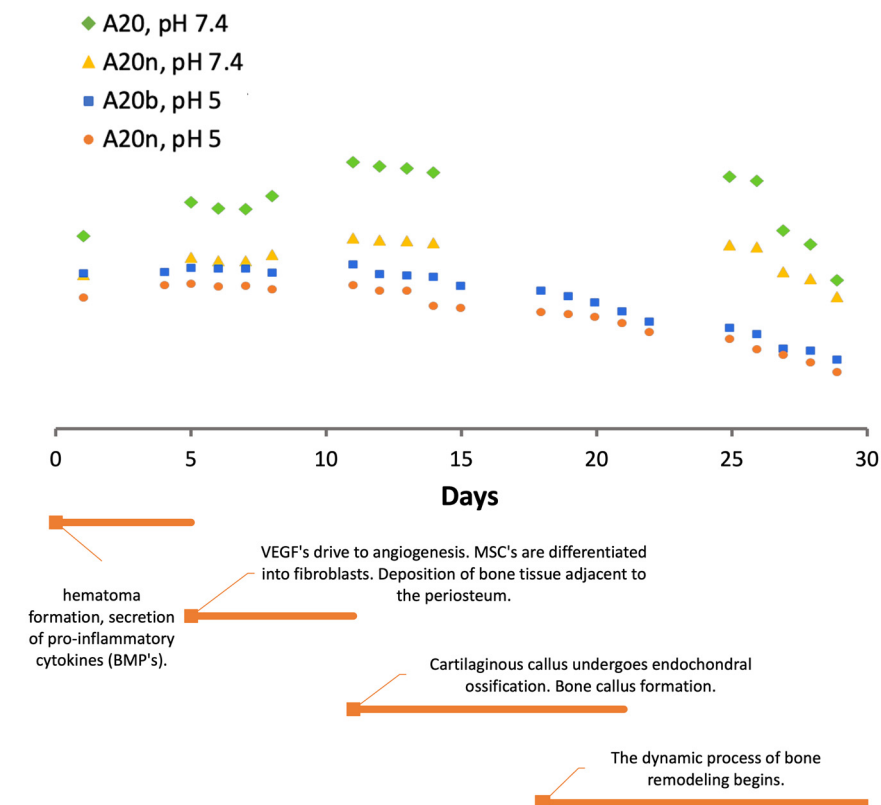 A20, pH 7.4
A20n, pH 7.4
A20b, pH 5
A20n, pH 5
0 5 10 15 20 25 30
Days
VEGF's drive to angiogenesis. MSC's are differentiated
into fibroblasts. Deposition of bone tissue adjacent to
the periosteum.
hematoma
formation, secretion
of pro-inflammatory
cytokines (BMP's).
Cartilaginous callus undergoes endochondral
ossification. Bone callus formation.
The dynamic process of bone
remodeling begins.